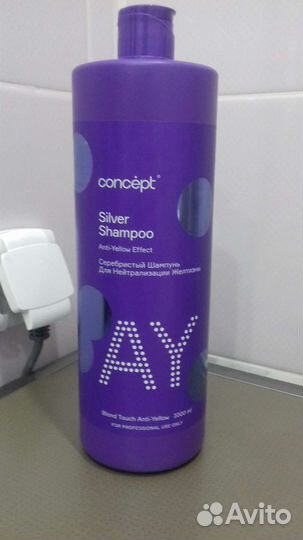 concèpt®
Silver
Shampoo
Anti-Yellow Effect
Серебристый Шампунь
Для Нейтрализации Желтизны
AY
Blond Touch Anti-Yellow 1000 ml
FOR PROFESSIONAL USE ONLY
Avito